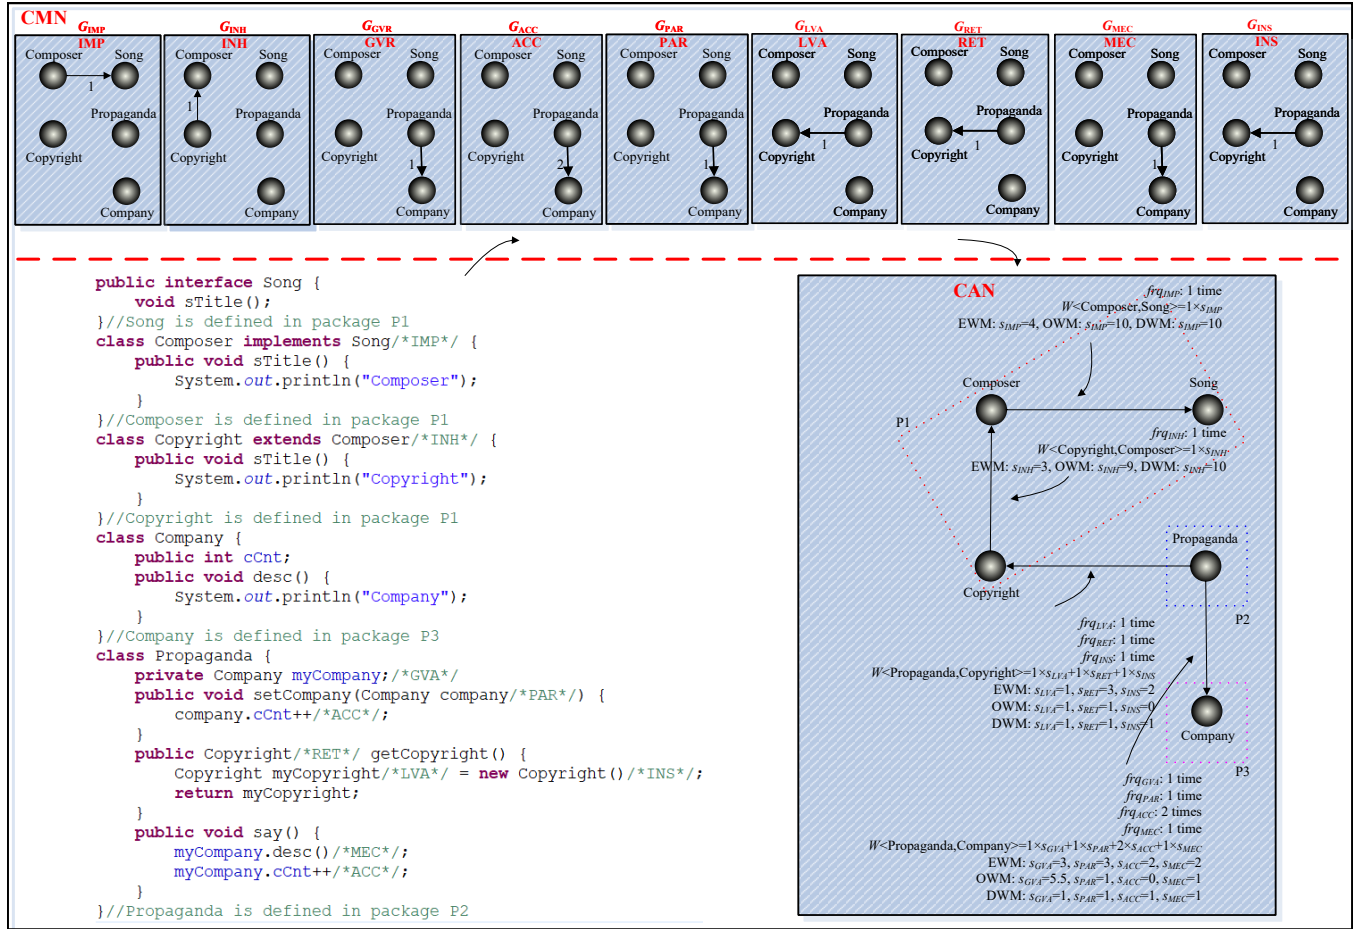 CMN
G_IMP
IMP
Composer
Song
1
Propaganda
Copyright
Company
G_INH
INH
Composer
Song
1
Propaganda
Copyright
Company
G_GVR
GVR
Composer
Song
Propaganda
Copyright
1
Company
G_ACC
ACC
Composer
Song
Propaganda
Copyright
2
Company
G_PAR
PAR
Composer
Song
Propaganda
Copyright
1
Company
G_LVA
LVA
Composer
Song
Propaganda
1
Copyright
Company
G_RET
RET
Composer
Song
Propaganda
1
Copyright
Company
G_MEC
MEC
Composer
Song
Propaganda
Copyright
1
Company
G_INS
INS
Composer
Song
Propaganda
1
Copyright
Company
public interface Song {
void sTitle();
}//Song is defined in package P1
class Composer implements Song/*IMP*/ {
public void sTitle() {
System.out.println("Composer");
}
}//Composer is defined in package P1
class Copyright extends Composer/*INH*/ {
public void sTitle() {
System.out.println("Copyright");
}
}//Copyright is defined in package P1
class Company {
public int cCnt;
public void desc() {
System.out.println("Company");
}
}//Company is defined in package P3
class Propaganda {
private Company myCompany;/*GVA*/
public void setCompany(Company company/*PAR*/) {
company.cCnt++/*ACC*/;
}
public Copyright/*RET*/ getCopyright() {
Copyright myCopyright/*LVA*/ = new Copyright()/*INS*/;
return myCopyright;
}
public void say() {
myCompany.desc()/*MEC*/;
myCompany.cCnt++/*ACC*/;
}
}//Propaganda is defined in package P2
CAN
frq_IMP: 1 time
W<Composer,Song>=1×s_IMP
EWM: s_IMP=4, OWM: s_IMP=10, DWM: s_IMP=10
Composer
Song
P1
frq_INH: 1 time
W<Copyright,Composer>=1×s_INH
EWM: s_INH=3, OWM: s_INH=9, DWM: s_INH=10
Propaganda
Copyright
P2
frq_LVA: 1 time
frq_RET: 1 time
frq_INS: 1 time
W<Propaganda,Copyright>=1×s_LVA+1×s_RET+1×s_INS
EWM: s_LVA=1, s_RET=3, s_INS=2
OWM: s_LVA=1, s_RET=1, s_INS=0
DWM: s_LVA=1, s_RET=1, s_INS=1
Company
P3
frq_GVA: 1 time
frq_PAR: 1 time
frq_ACC: 2 times
frq_MEC: 1 time
W<Propaganda,Company>=1×s_GVA+1×s_PAR+2×s_ACC+1×s_MEC
EWM: s_GVA=3, s_PAR=3, s_ACC=2, s_MEC=2
OWM: s_GVA=5.5, s_PAR=1, s_ACC=0, s_MEC=1
DWM: s_GVA=1, s_PAR=1, s_ACC=1, s_MEC=1